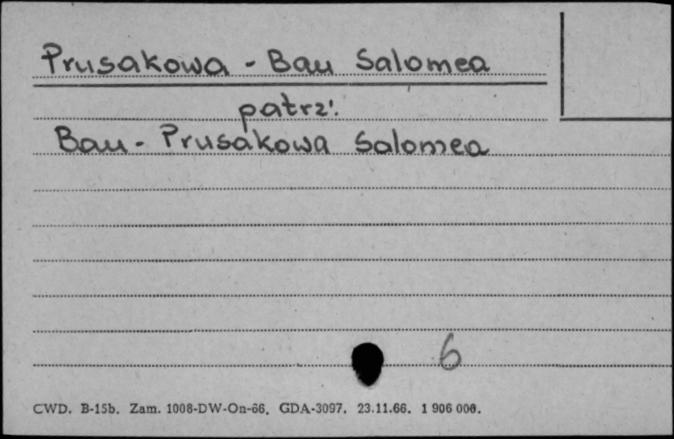 Prusakowa - Bau Salomea
patrz!
Bau - Prusakowa Salomea
6
CWD. B-15b. Zam. 1008-DW-On-66. GDA-3097. 23.11.66. 1 906 000.